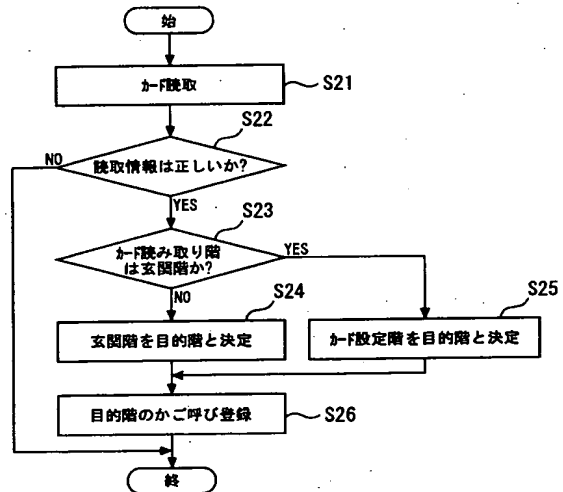 始
カード読取
S21
S22
読取情報は正しいか?
NO
YES
S23
カード読み取り階
は玄関階か?
YES
NO
S24
S25
玄関階を目的階と決定
カード設定階を目的階と決定
目的階のかご呼び登録
S26
終